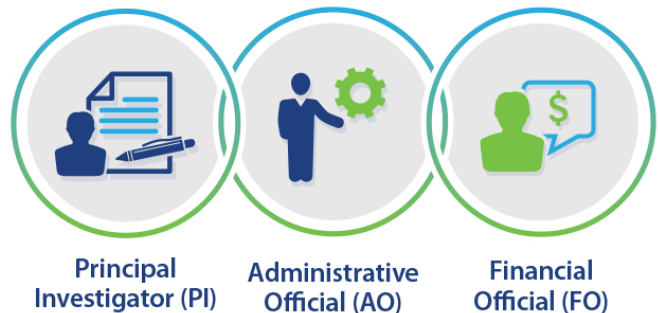 $
Principal
Investigator (PI)
Administrative
Official (AO)
Financial
Official (FO)